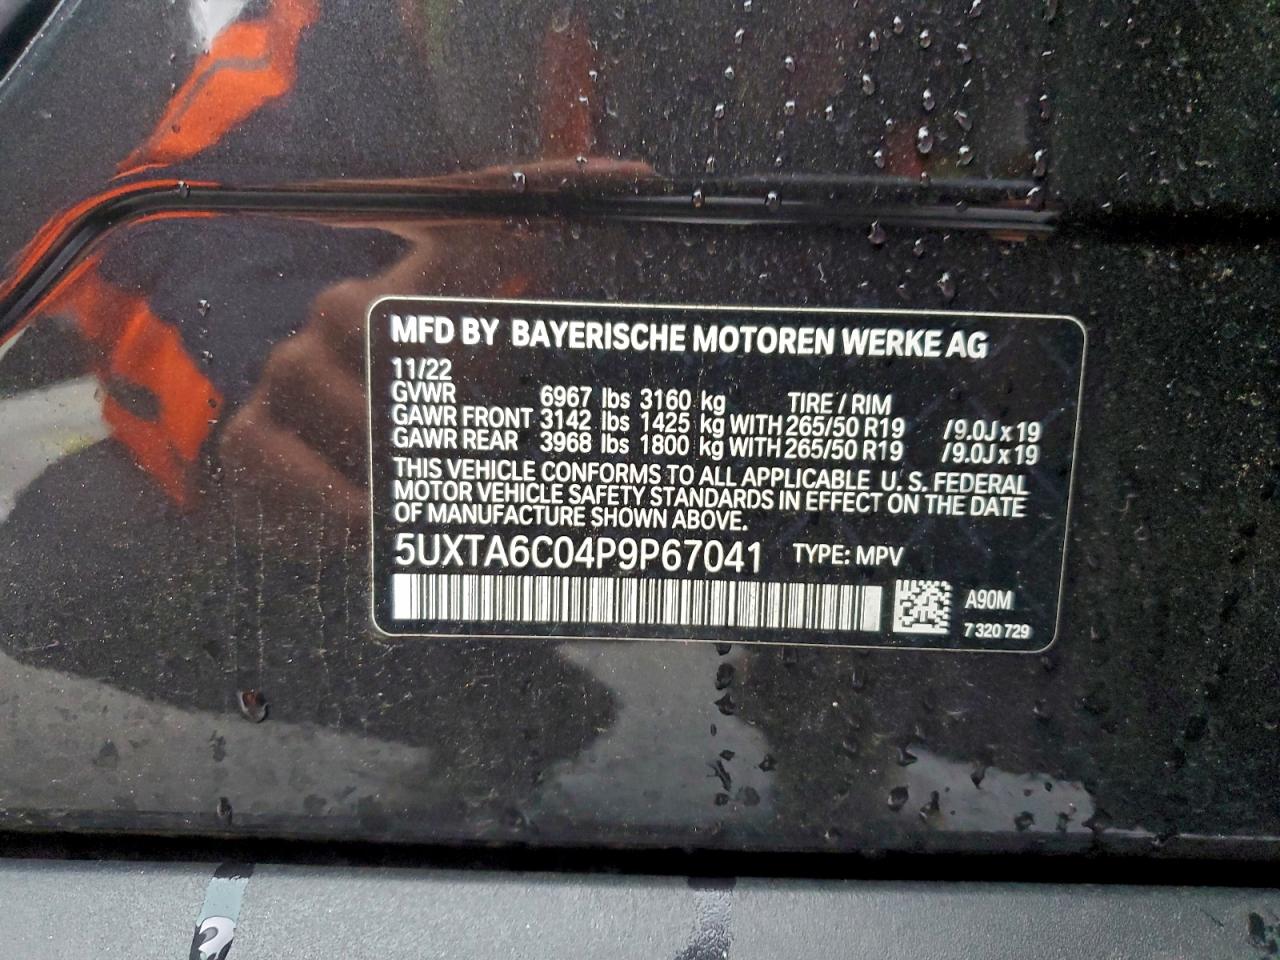 MFD BY BAYERISCHE MOTOREN WERKE AG
11/22
GVWR 6967 lbs 3160 kg TIRE / RIM
GAWR FRONT 3142 lbs 1425 kg WITH 265/50 R19 /9.0J x 19
GAWR REAR 3968 lbs 1800 kg WITH 265/50 R19 /9.0J x 19
THIS VEHICLE CONFORMS TO ALL APPLICABLE U. S. FEDERAL
MOTOR VEHICLE SAFETY STANDARDS IN EFFECT ON THE DATE
OF MANUFACTURE SHOWN ABOVE.
5UXTA6C04P9P67041 TYPE: MPV
A90M
7 320 729